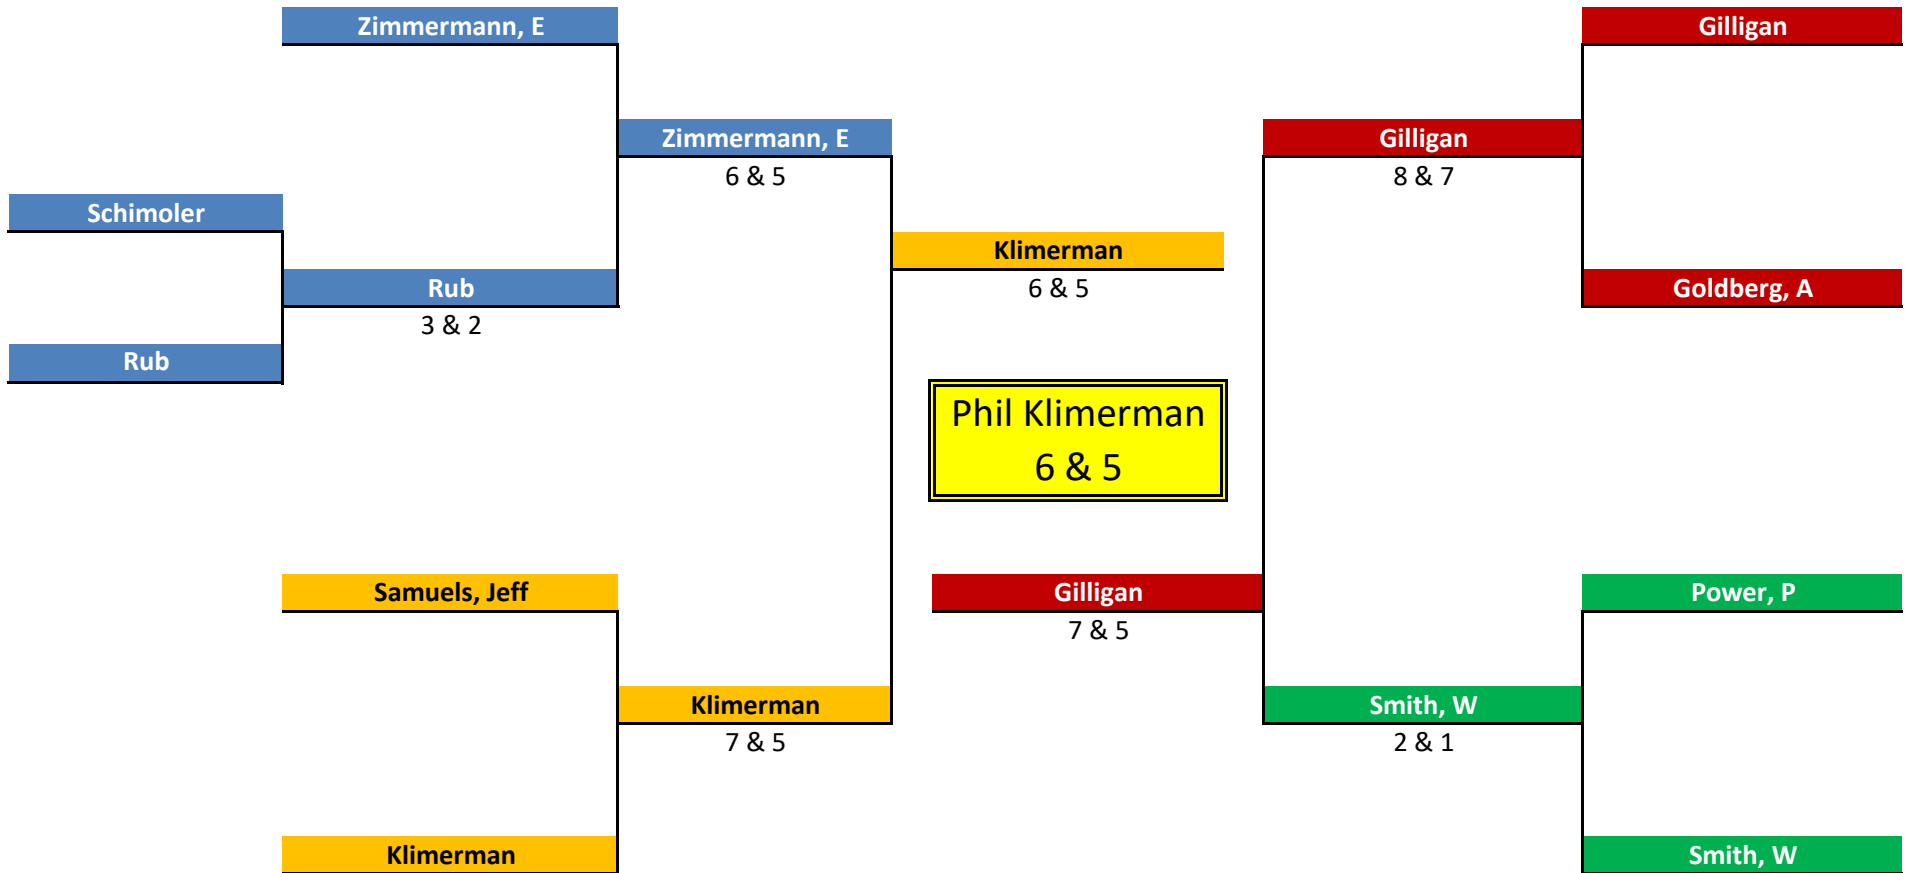 Zimmermann, E
Gilligan
Zimmermann, E
6 & 5
Gilligan
8 & 7
Schimoler
Klimerman
6 & 5
Rub
3 & 2
Goldberg, A
Rub
Phil Klimerman
6 & 5
Samuels, Jeff
Gilligan
7 & 5
Power, P
Klimerman
7 & 5
Smith, W
2 & 1
Klimerman
Smith, W